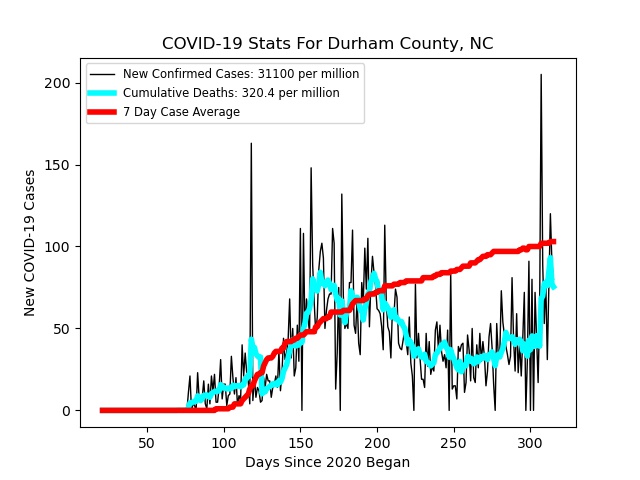 COVID-19 Stats For Durham County, NC
New Confirmed Cases: 31100 per million
Cumulative Deaths: 320.4 per million
7 Day Case Average
New COVID-19 Cases
200
150
100
50
0
50 100 150 200 250 300
Days Since 2020 Began